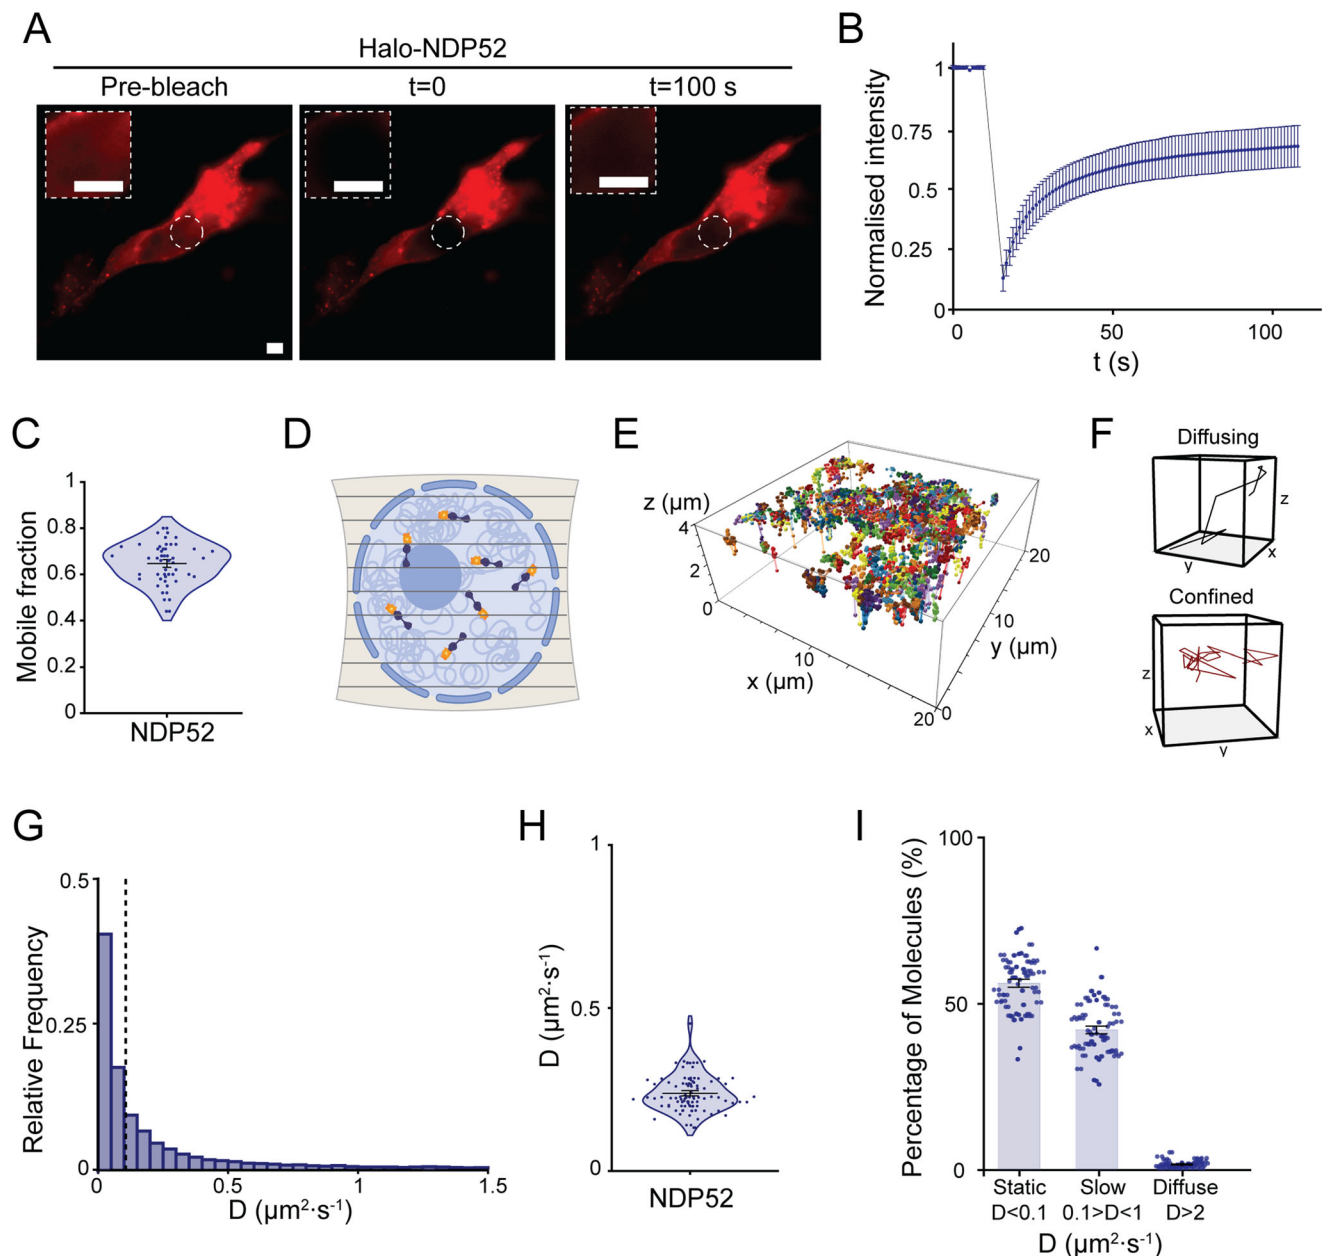 A
Halo-NDP52
Pre-bleach
t=0
t=100 s
B
Normalised intensity
1
0.75
0.5
0.25
0
0
50
100
t (s)
C
Mobile fraction
1
0.8
0.6
0.4
0.2
0
NDP52
D
E
z (µm)
4
2
0
10
x (µm)
20
0
10
y (µm)
20
F
Diffusing
z
x
y
Confined
z
x
y
G
Relative Frequency
0.5
0.25
0
0
0.5
1.0
1.5
D (µm²·s⁻¹)
H
D (µm²·s⁻¹)
1
0.5
0
NDP52
I
Percentage of Molecules (%)
100
50
0
Static
D<0.1
Slow
0.1>D<1
Diffuse
D>2
D (µm²·s⁻¹)